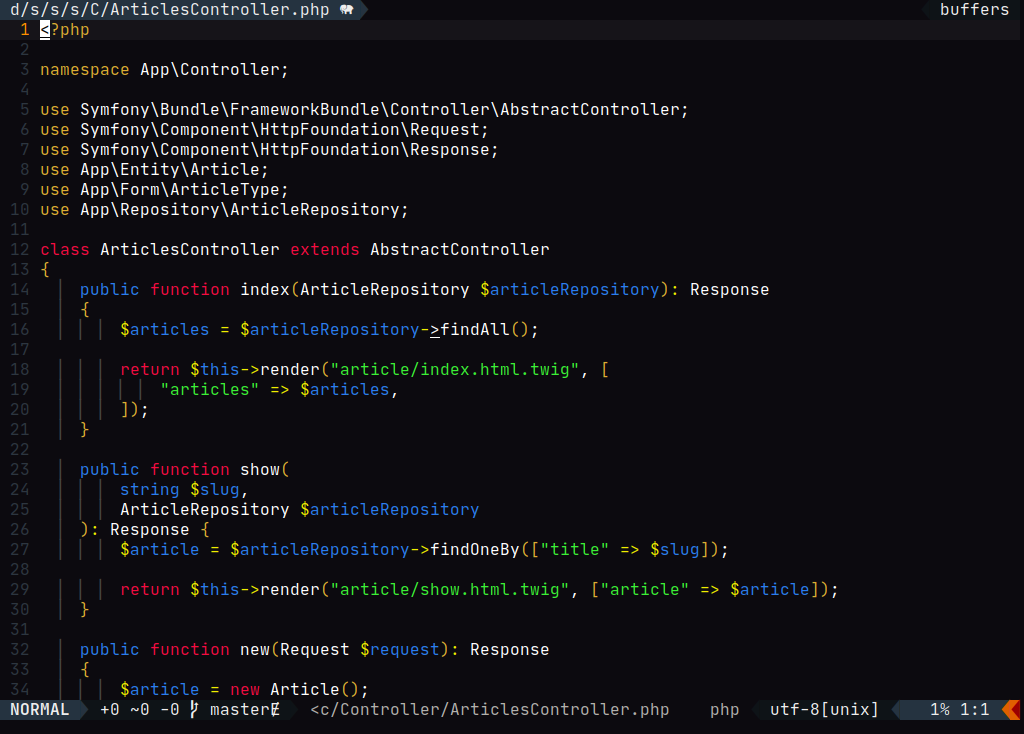 d/s/s/s/C/ArticlesController.php buffers
1 <?php
2
3 namespace App\Controller;
4
5 use Symfony\Bundle\FrameworkBundle\Controller\AbstractController;
6 use Symfony\Component\HttpFoundation\Request;
7 use Symfony\Component\HttpFoundation\Response;
8 use App\Entity\Article;
9 use App\Form\ArticleType;
10 use App\Repository\ArticleRepository;
11
12 class ArticlesController extends AbstractController
13 {
14 public function index(ArticleRepository $articleRepository): Response
15 {
16 $articles = $articleRepository->findAll();
17
18 return $this->render("article/index.html.twig", [
19 "articles" => $articles,
20 ]);
21 }
22
23 public function show(
24 string $slug,
25 ArticleRepository $articleRepository
26 ): Response {
27 $article = $articleRepository->findOneBy(["title" => $slug]);
28
29 return $this->render("article/show.html.twig", ["article" => $article]);
30 }
31
32 public function new(Request $request): Response
33 {
34 $article = new Article();
NORMAL +0 ~0 -0 master <c/Controller/ArticlesController.php php utf-8[unix] 1% 1:1